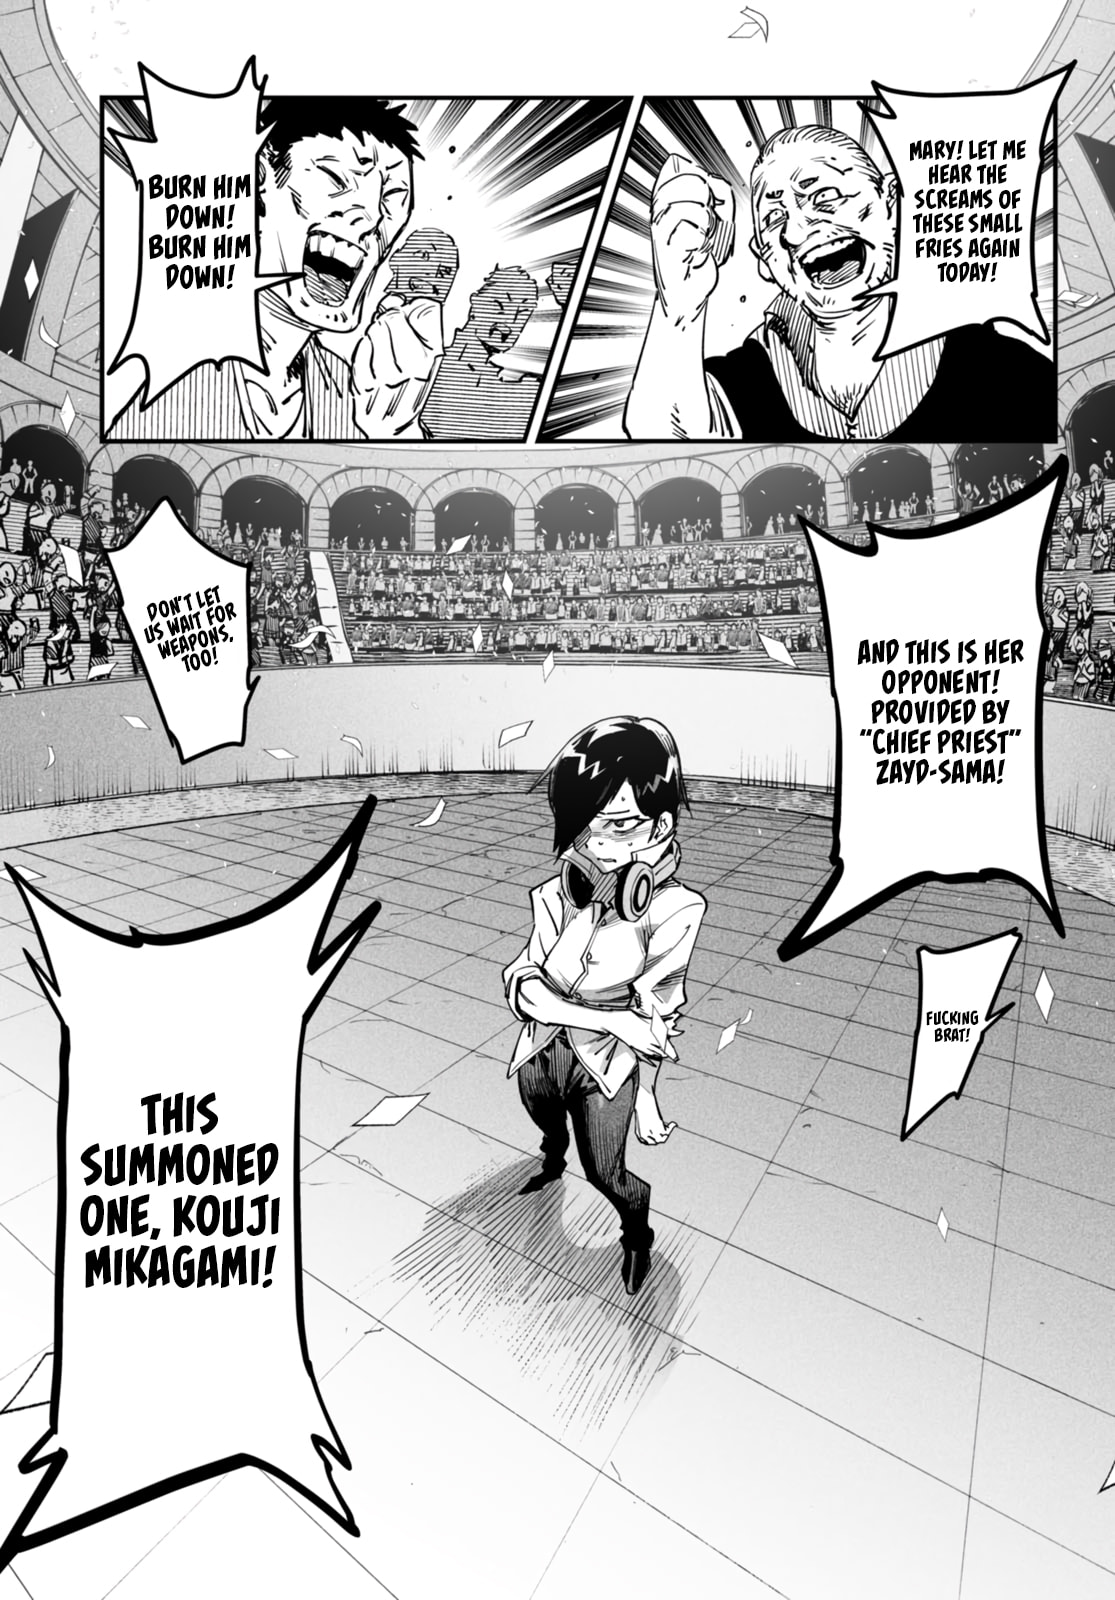 MARY! LET ME
HEAR THE
SCREAMS OF
THESE SMALL
FRIES AGAIN
TODAY!
BURN HIM
DOWN!
BURN HIM
DOWN!
AND THIS IS HER
OPPONENT!
PROVIDED BY
"CHIEF PRIEST"
ZAYD-SAMA!
DON'T LET
US WAIT FOR
WEAPONS,
TOO!
FUCKING
BRAT!
THIS
SUMMONED
ONE, KOUJI
MIKAGAMI!